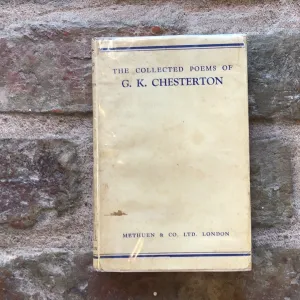 THE COLLECTED POEMS OF
G. K. CHESTERTON
METHUEN & CO. LTD. LONDON